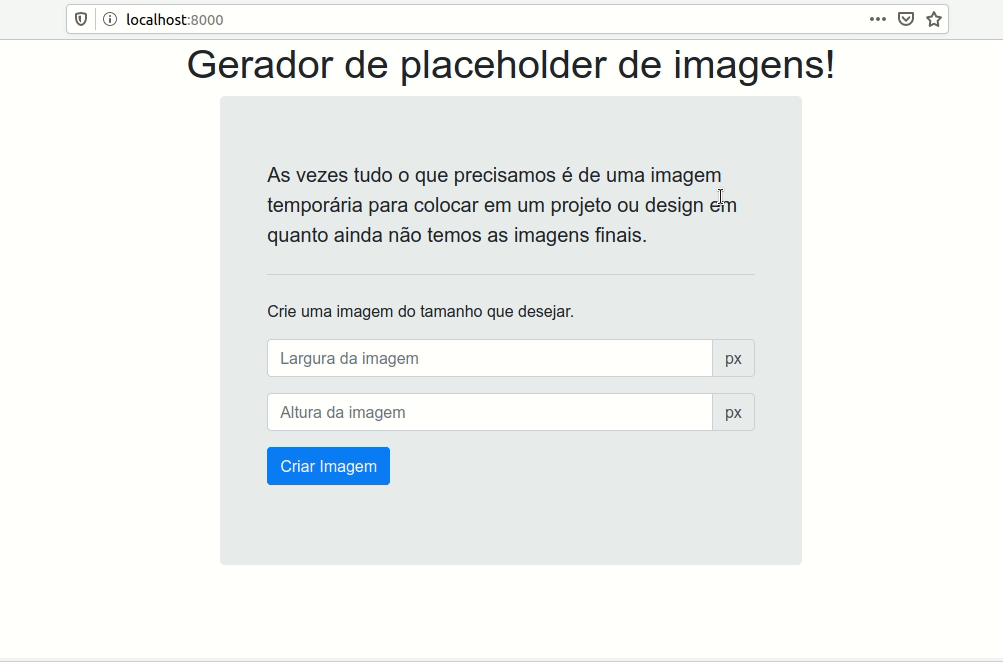 localhost:8000
Gerador de placeholder de imagens!
As vezes tudo o que precisamos é de uma imagem
temporária para colocar em um projeto ou design em
quanto ainda não temos as imagens finais.
Crie uma imagem do tamanho que desejar.
Largura da imagem px
Altura da imagem px
Criar Imagem